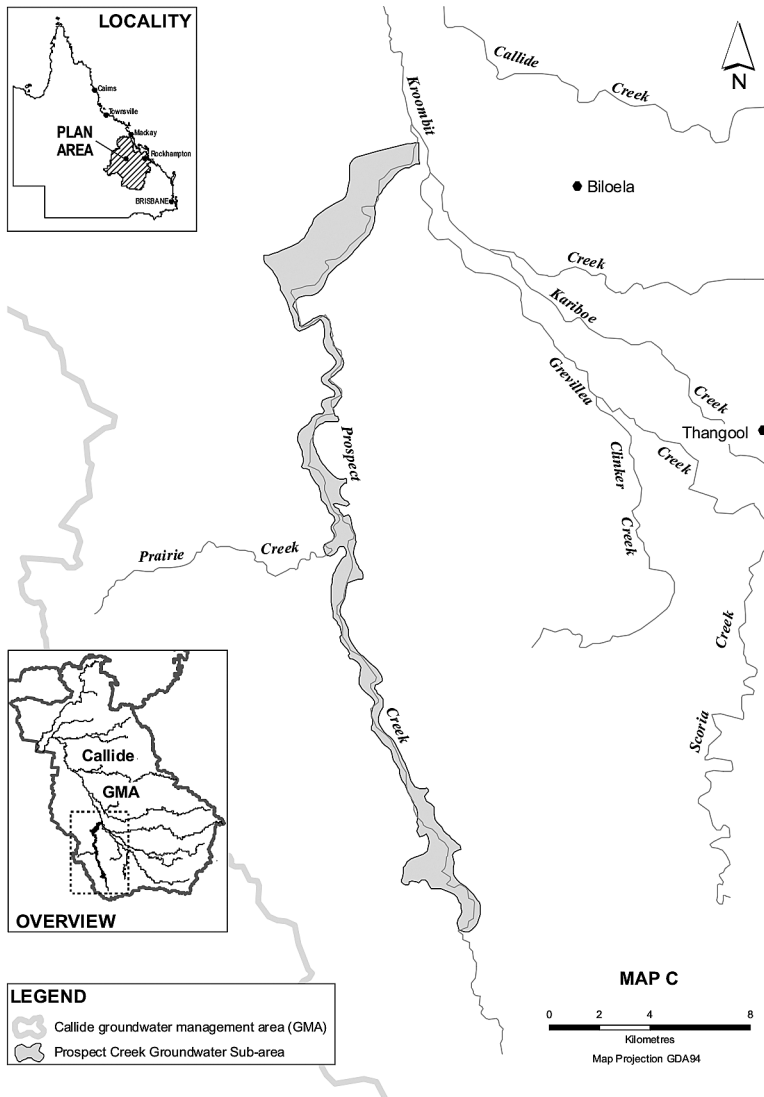 LOCALITY
Cairns
Townsville
Mackay
PLAN
AREA
Rockhampton
BRISBANE
Callide
Creek
N
Kroombit
Biloela
Creek
Kariboe
Creek
Grevillea
Creek
Thangool
Clinker
Creek
Prospect
Prairie Creek
Creek
Creek
Scoria
Callide
GMA
OVERVIEW
MAP C
LEGEND
Callide groundwater management area (GMA)
Prospect Creek Groundwater Sub-area
0 2 4 8
Kilometres
Map Projection GDA94